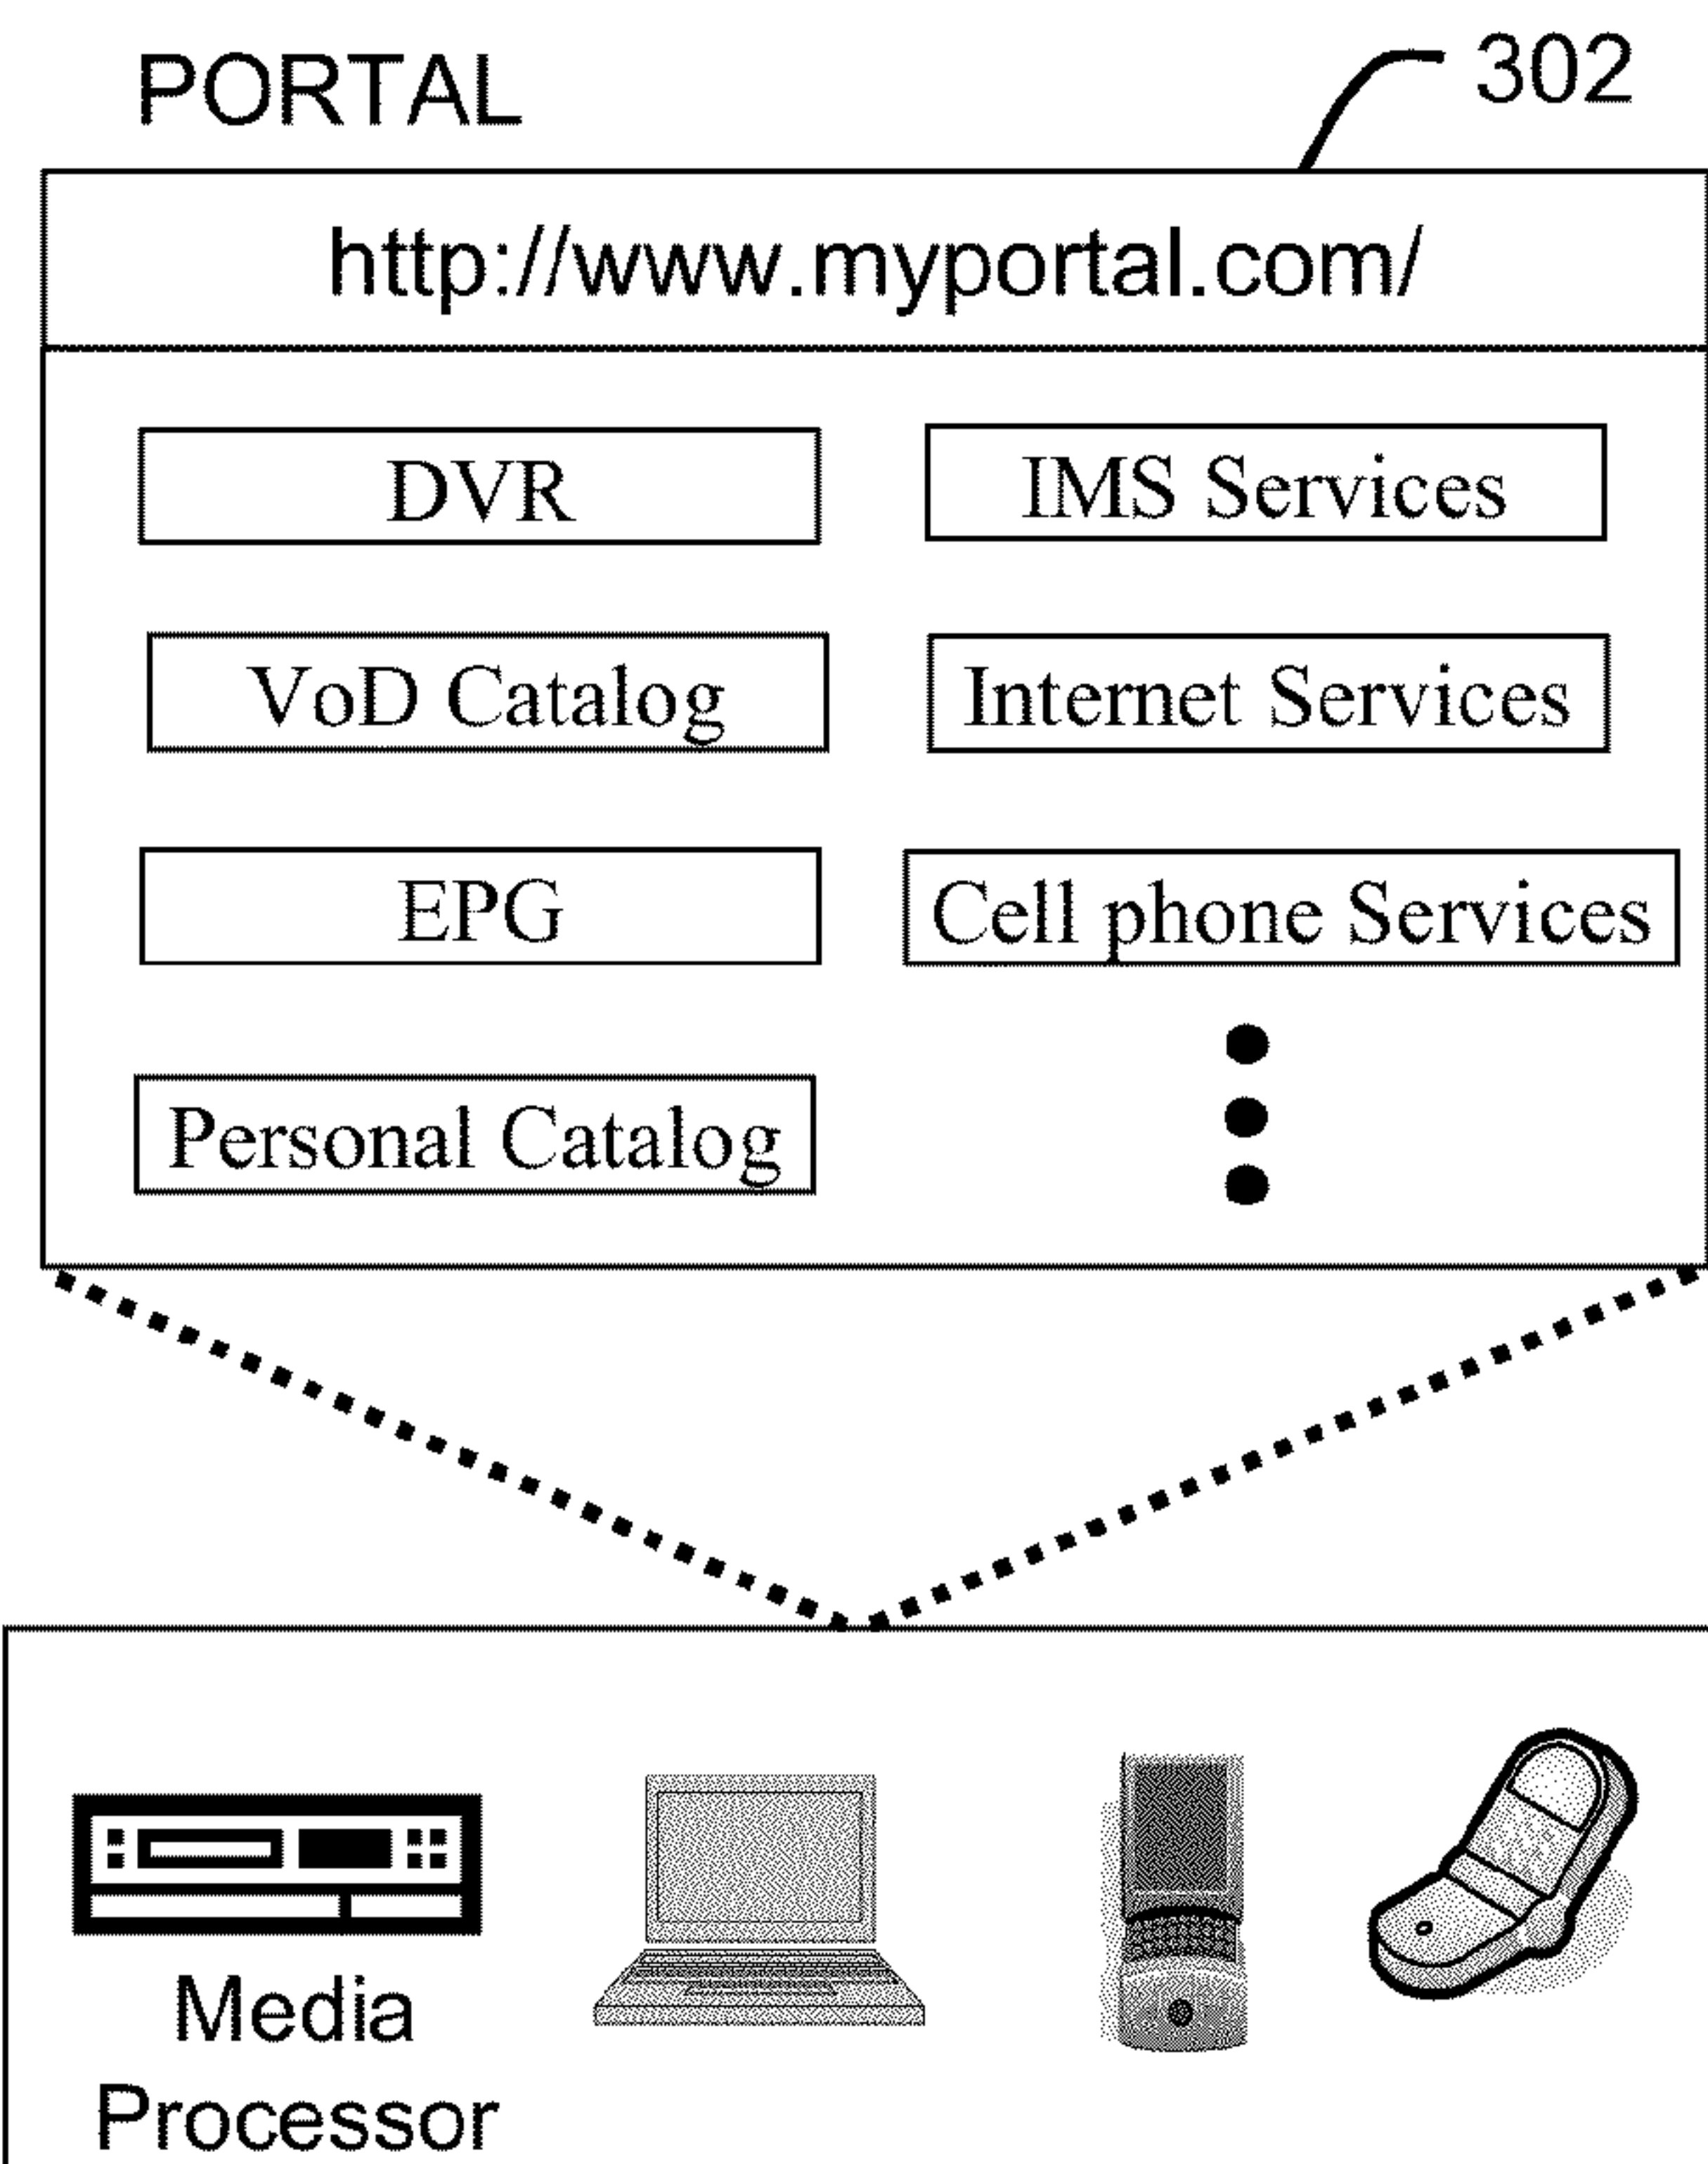 PORTAL
302
http://www.myportal.com/
DVR
IMS Services
VoD Catalog
Internet Services
EPG
Cell phone Services
Personal Catalog
Media
Processor